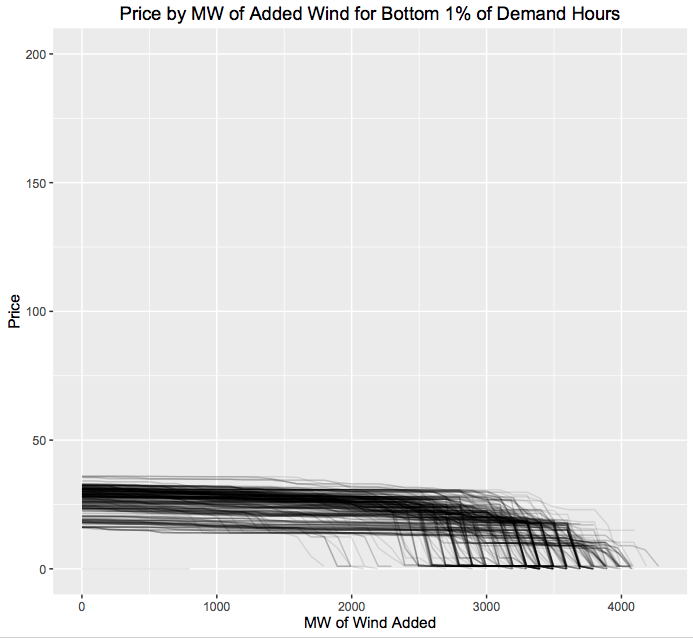 Price by MW of Added Wind for Bottom 1% of Demand Hours
200
150
100
50
0
Price
0 1000 2000 3000 4000
MW of Wind Added